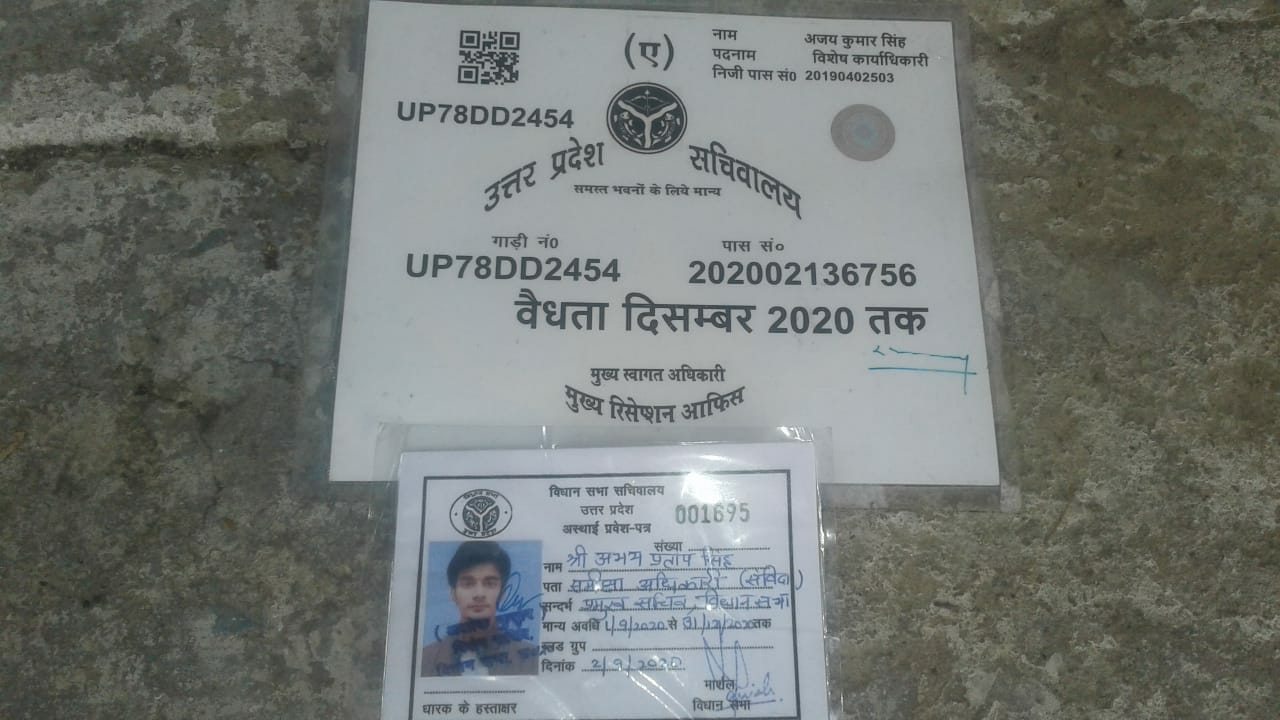 (ए)
नाम अजय कुमार सिंह
पदनाम विशेष कार्याधिकारी
निजी पास सं0 20190402503
UP78DD2454
उत्तर प्रदेश सचिवालय
समस्त भवनों के लिये मान्य
गाड़ी नं0 पास सं०
UP78DD2454 202002136756
वैधता दिसम्बर 2020 तक
मुख्य स्वागत अधिकारी
मुख्य रिसेप्शन आफिस
विधान सभा सचिवालय
उत्तर प्रदेश
001695
अस्थाई प्रवेश-पत्र
संख्या
नाम श्री अभय प्रताप सिंह
पता समीक्षा अधिकारी (संविदा)
सन्दर्भ प्रमुख सचिव, विधान सभा
मान्य अवधि 1/9/2020 से 31/12/2020 तक
ब्लड ग्रुप
दिनांक 2/9/2020
मार्शल
धारक के हस्ताक्षर विधान सभा